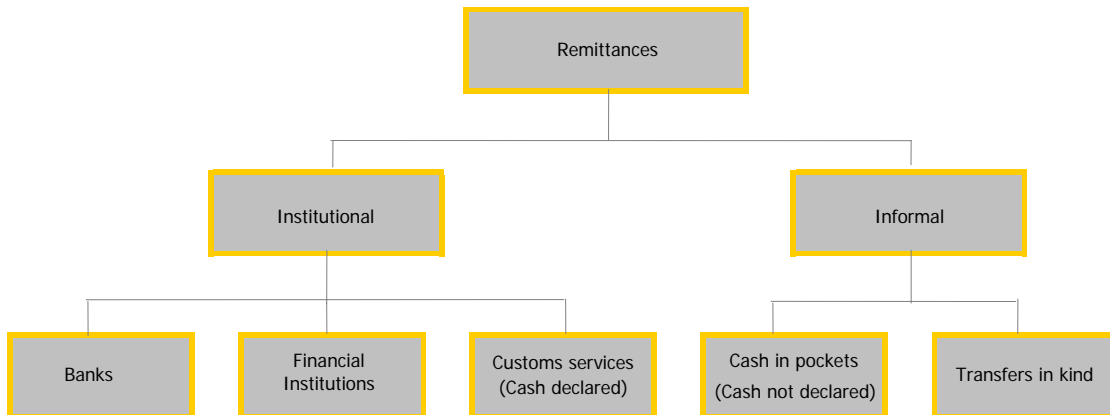 Remittances
Institutional
Informal
Banks
Financial
Institutions
Customs services
(Cash declared)
Cash in pockets
(Cash not declared)
Transfers in kind